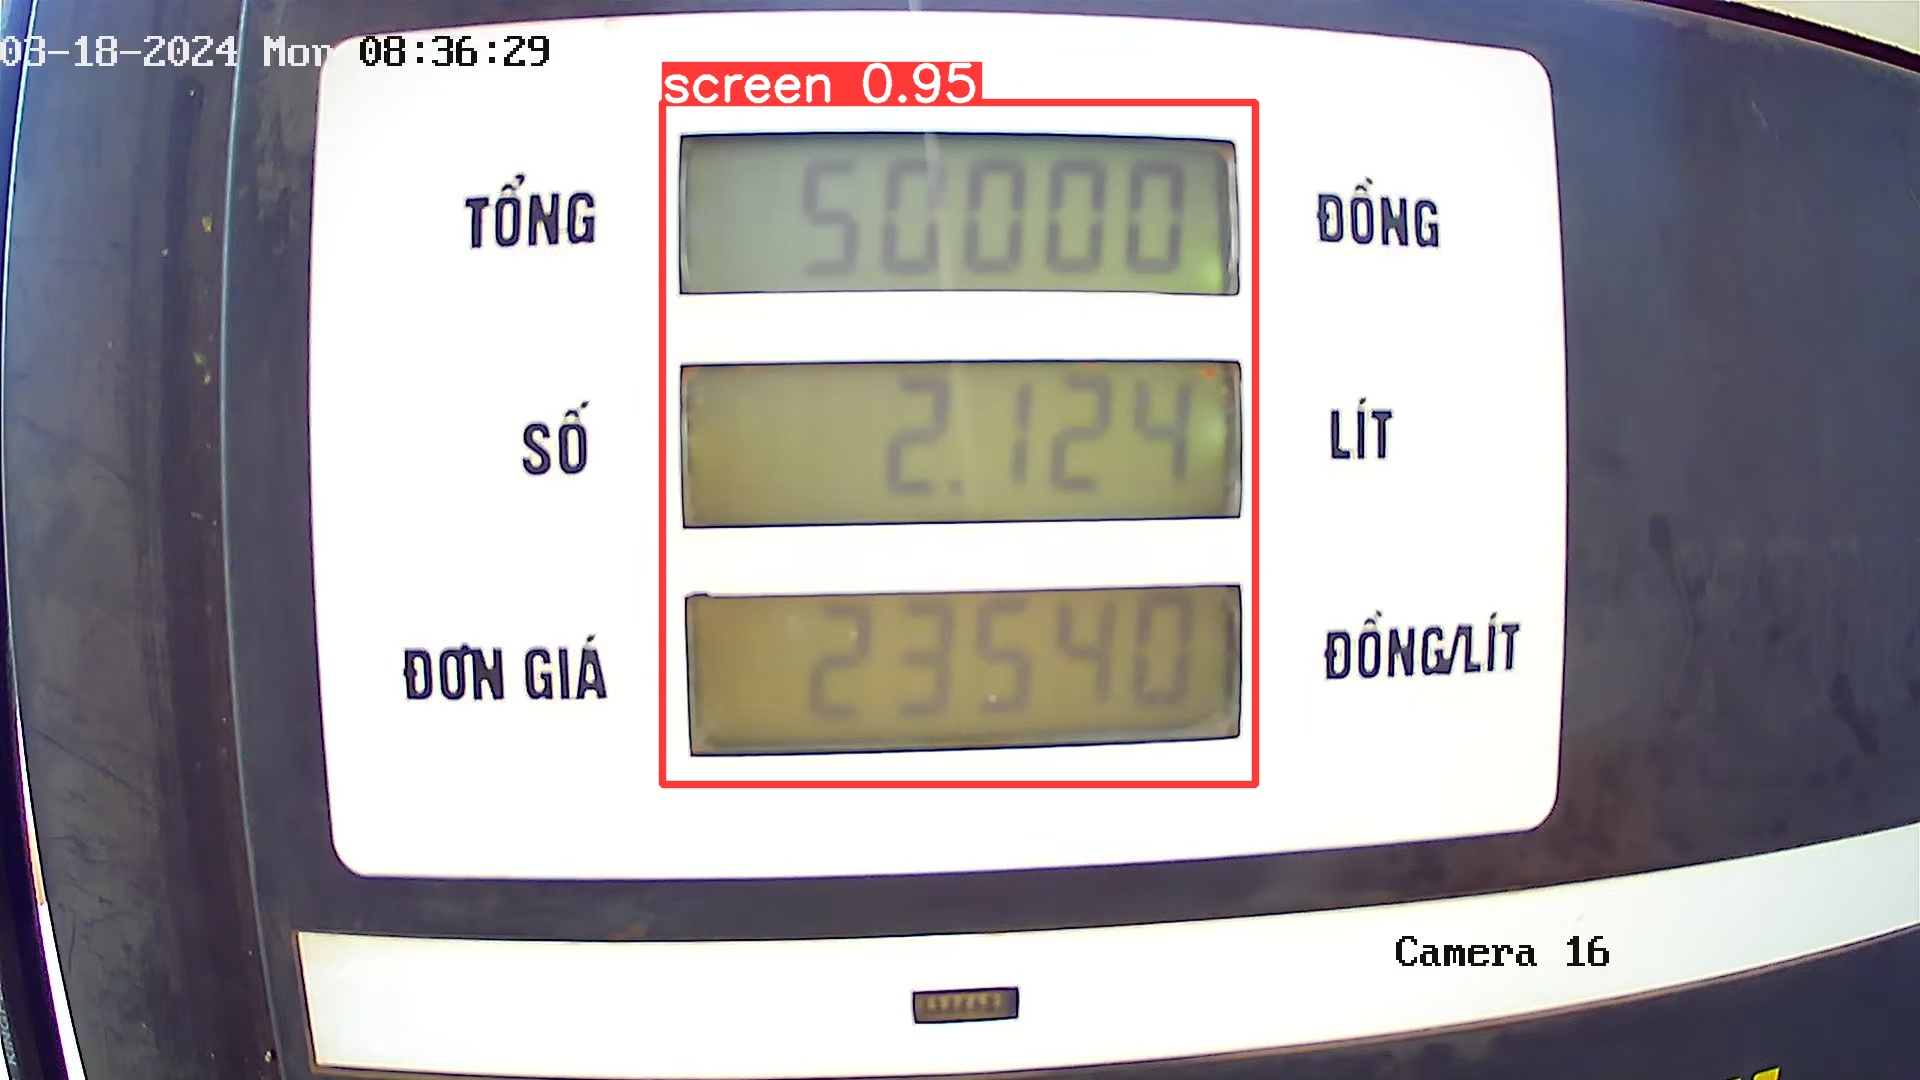 03-18-2024 Mon 08:36:29
screen 0.95
TỔNG 50000 ĐỒNG
SỐ 2.124 LÍT
ĐƠN GIÁ 23540 ĐỒNG/LÍT
Camera 16